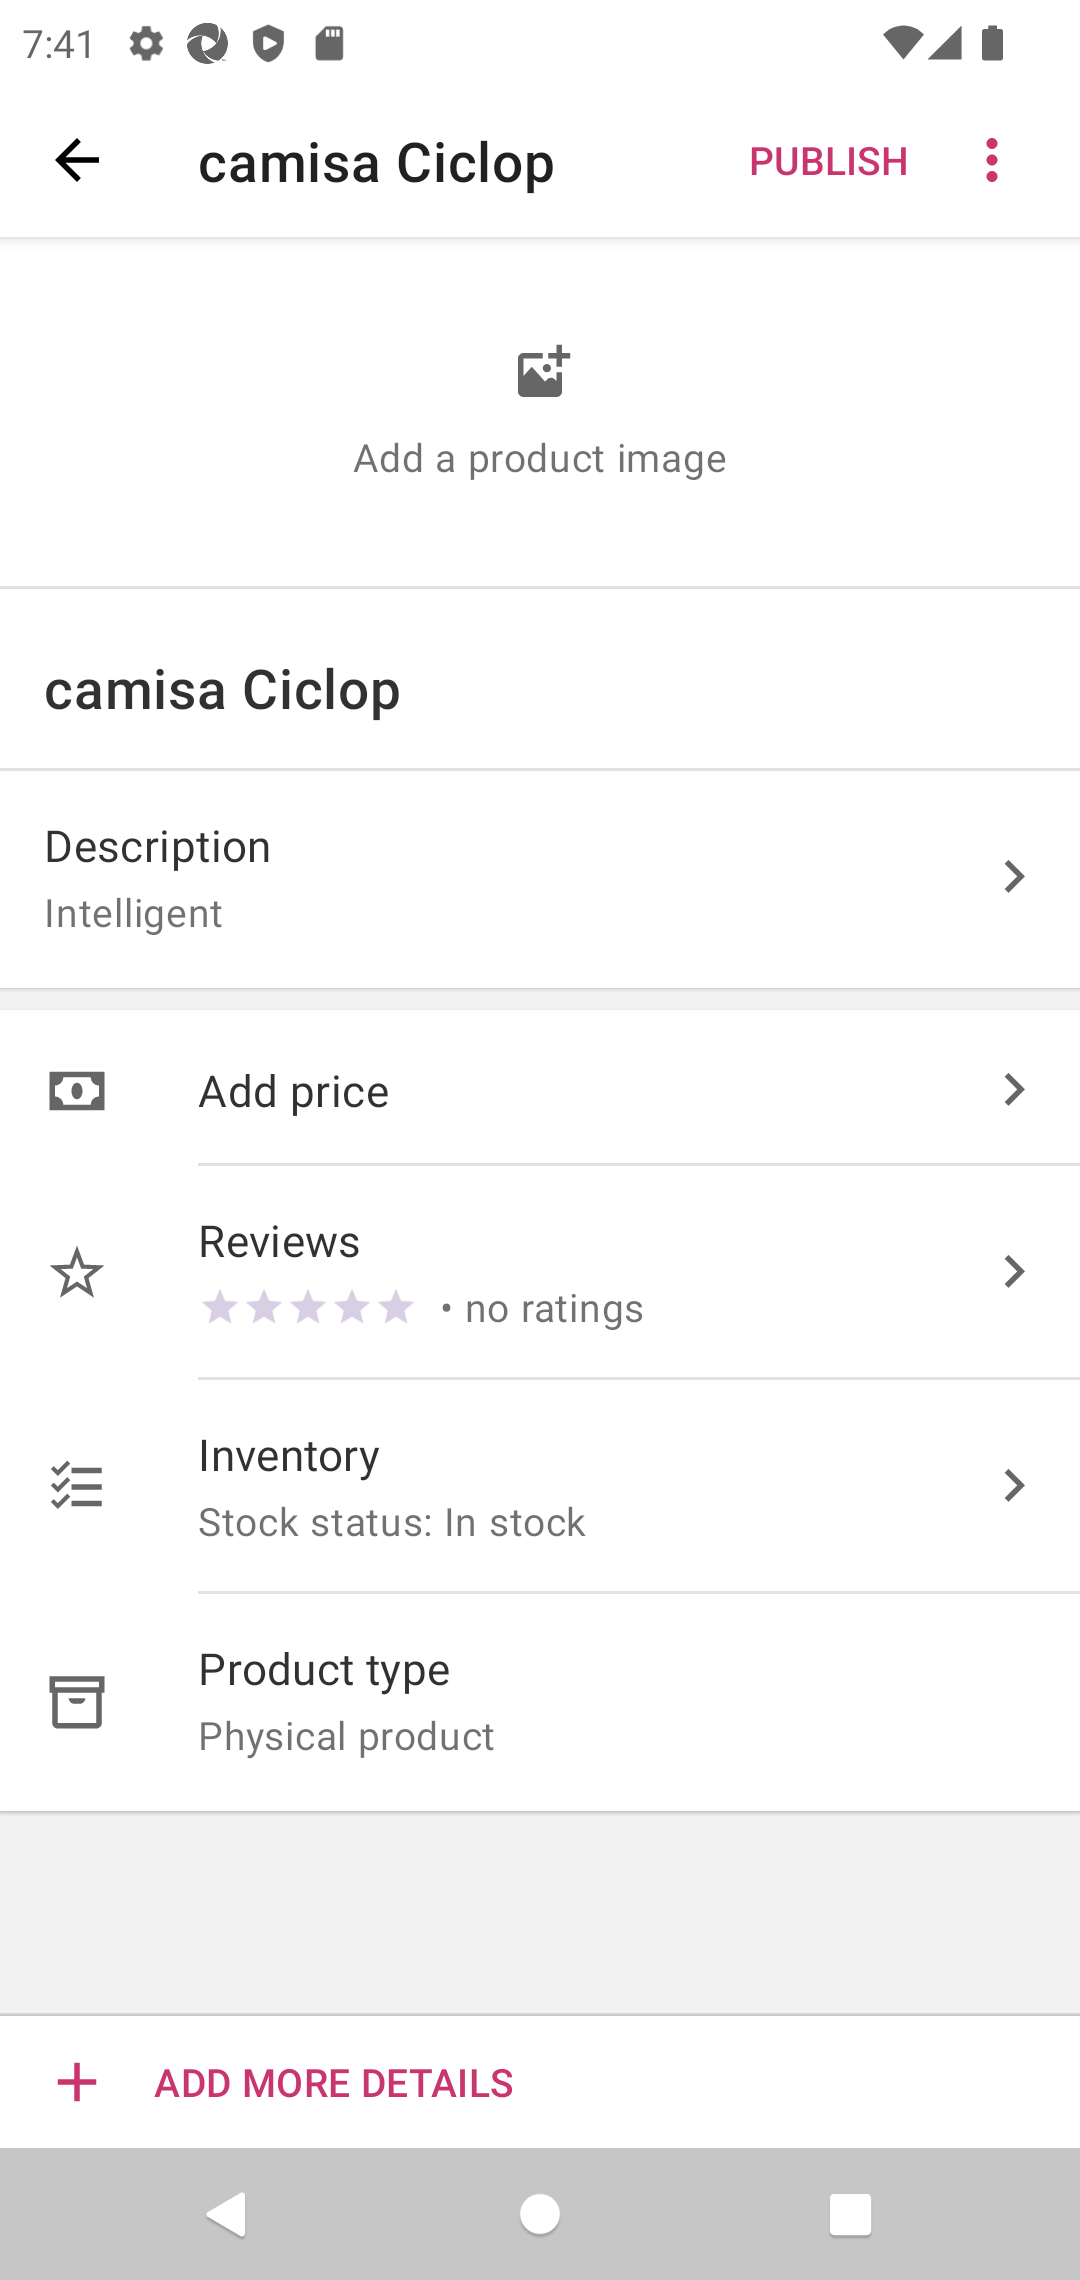 7:41
camisa Ciclop
PUBLISH
Add a product image
camisa Ciclop
Description
Intelligent
Add price
Reviews
• no ratings
Inventory
Stock status: In stock
Product type
Physical product
ADD MORE DETAILS